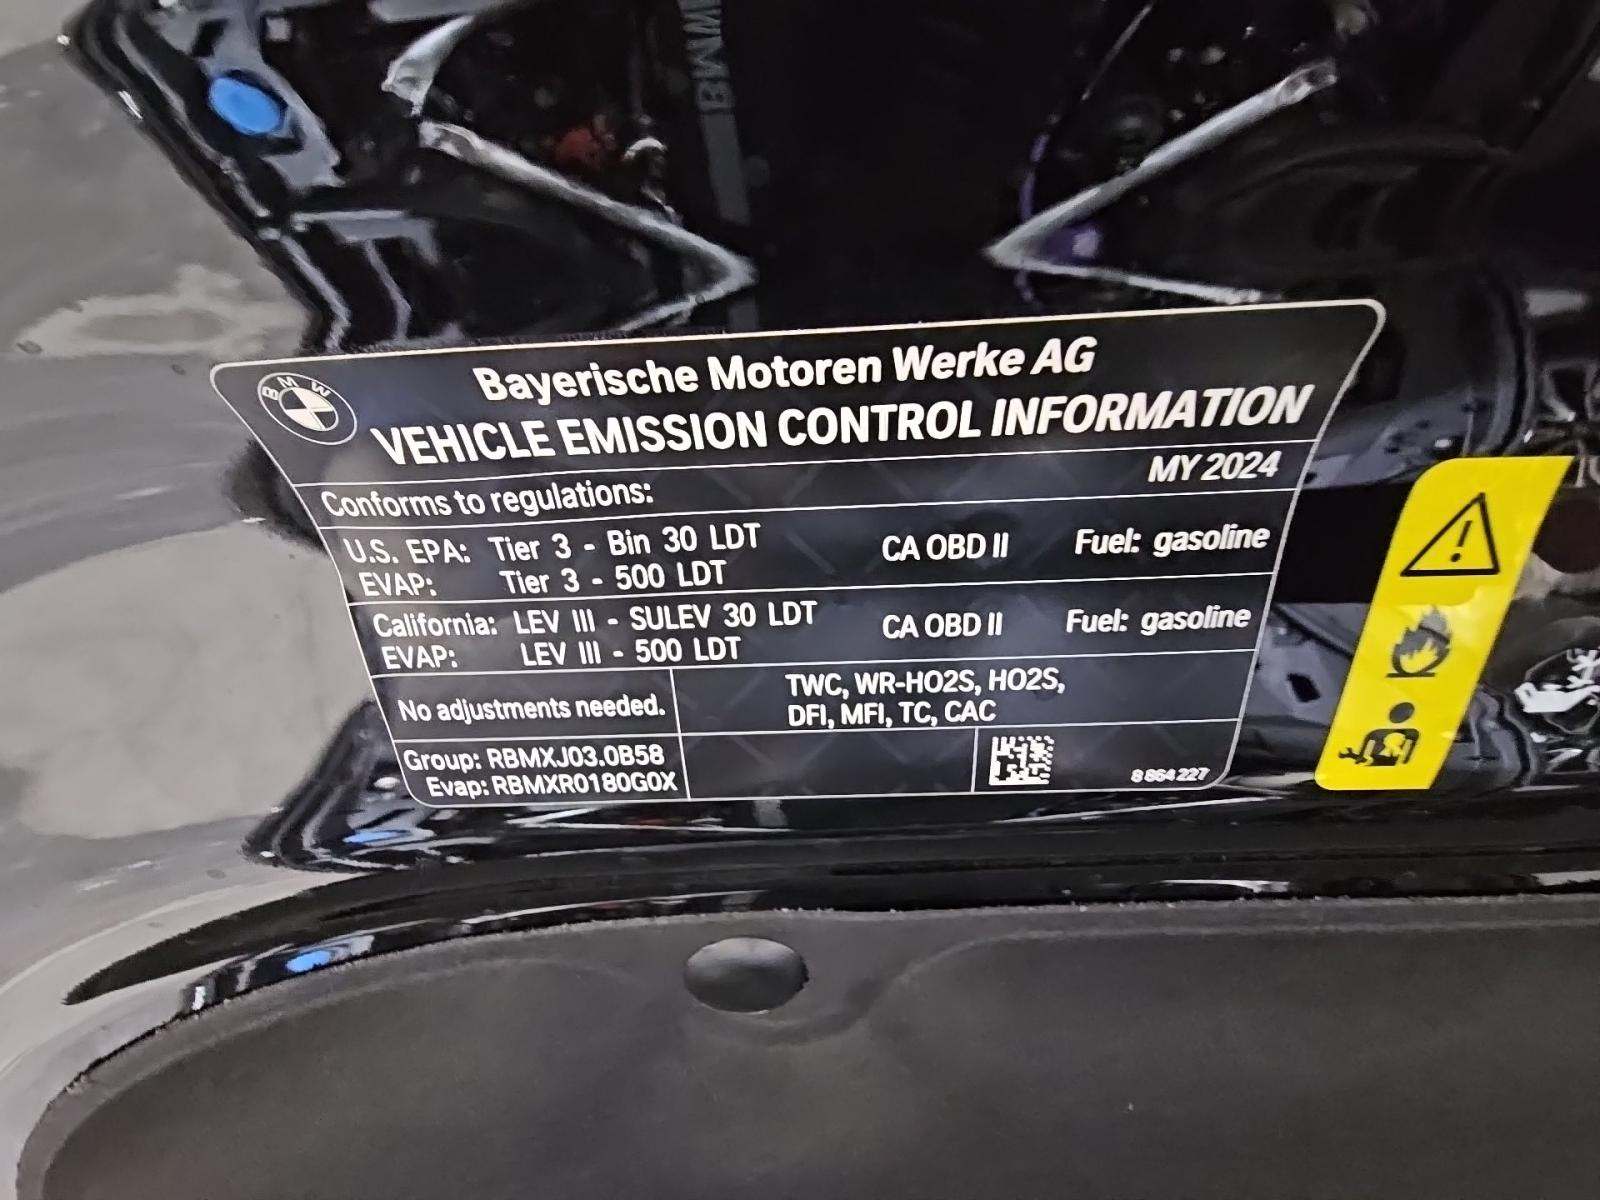 BMW
BMW
Bayerische Motoren Werke AG
VEHICLE EMISSION CONTROL INFORMATION
Conforms to regulations: MY 2024
U.S. EPA: Tier 3 - Bin 30 LDT CA OBD II Fuel: gasoline
EVAP: Tier 3 - 500 LDT
California: LEV III - SULEV 30 LDT CA OBD II Fuel: gasoline
EVAP: LEV III - 500 LDT
No adjustments needed. TWC, WR-HO2S, HO2S,
DFI, MFI, TC, CAC
Group: RBMXJ03.0B58
Evap: RBMXR0180G0X
8 864 227